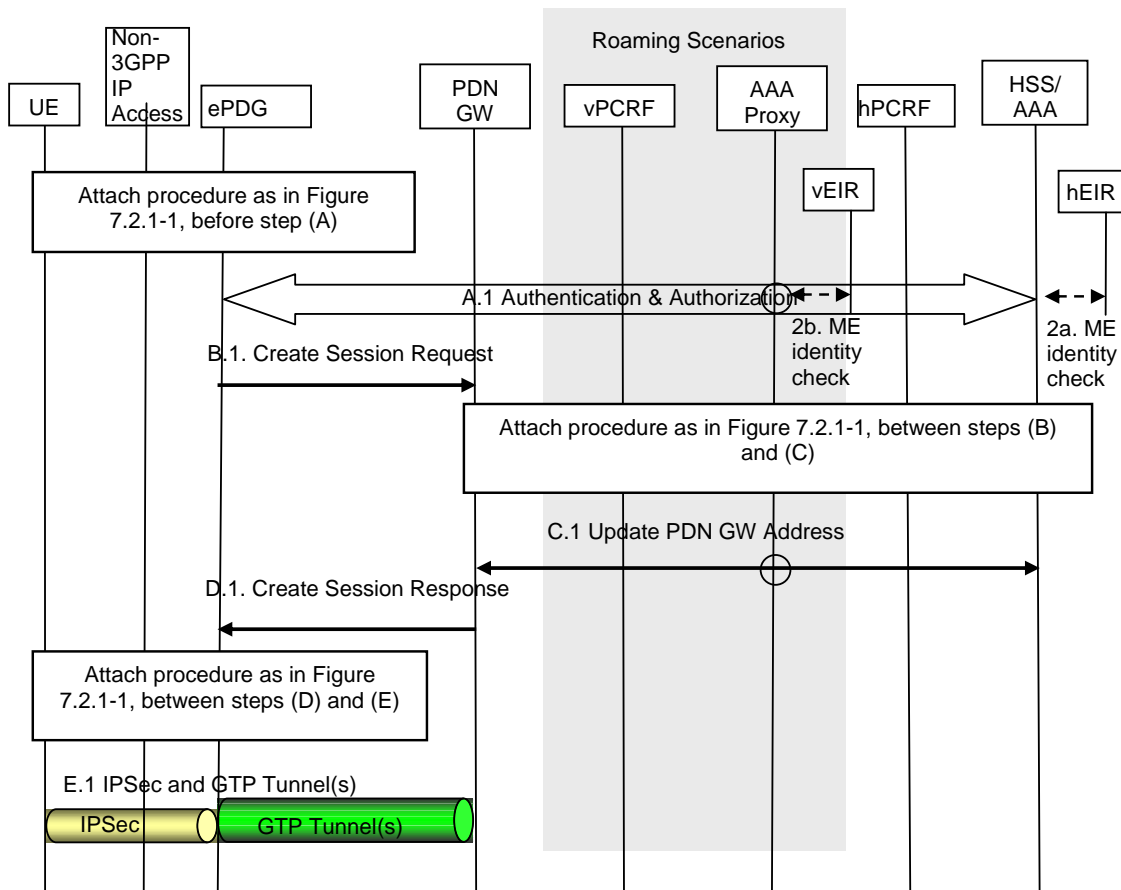 Roaming Scenarios
UE
Non-
3GPP
IP
Access
ePDG
PDN
GW
vPCRF
AAA
Proxy
hPCRF
HSS/
AAA
vEIR
hEIR
Attach procedure as in Figure
7.2.1-1, before step (A)
A.1 Authentication & Authorization
2b. ME
identity
check
2a. ME
identity
check
B.1. Create Session Request
Attach procedure as in Figure 7.2.1-1, between steps (B)
and (C)
C.1 Update PDN GW Address
D.1. Create Session Response
Attach procedure as in Figure
7.2.1-1, between steps (D) and (E)
E.1 IPSec and GTP Tunnel(s)
IPSec
GTP Tunnel(s)